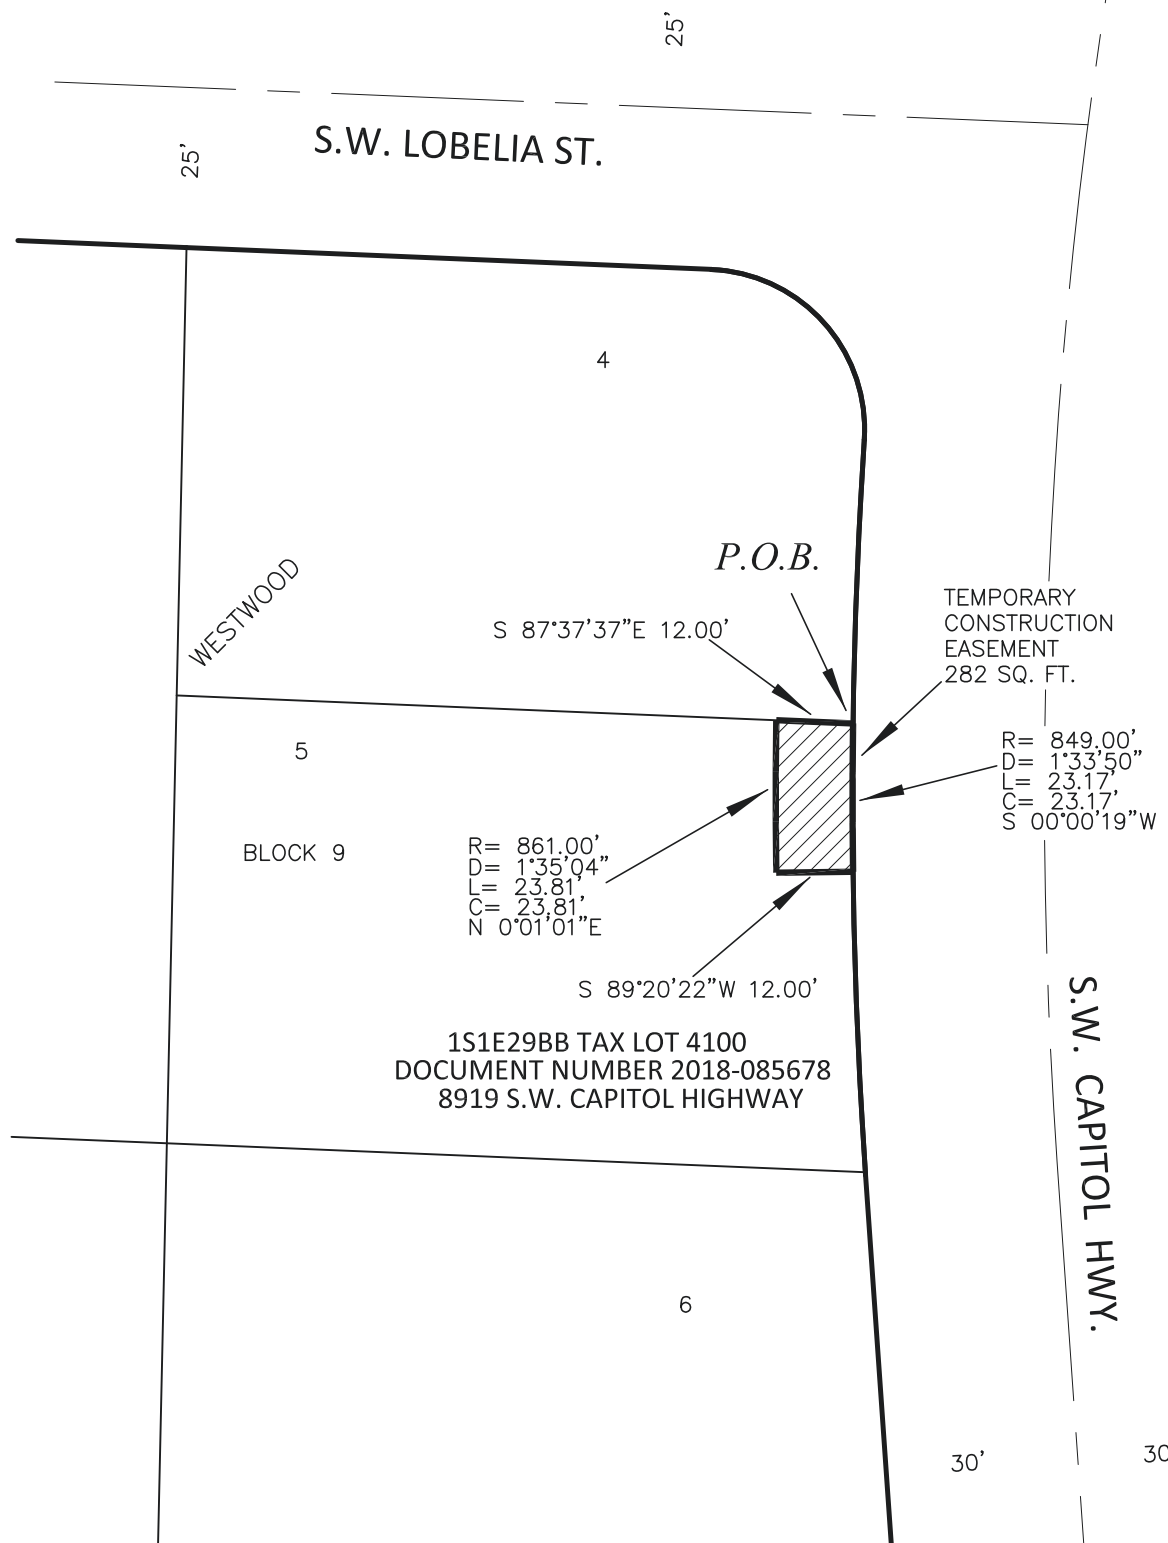 25'
S.W. LOBELIA ST.
25'
4
P.O.B.
WESTWOOD
S 87°37'37"E 12.00'
TEMPORARY
CONSTRUCTION
EASEMENT
282 SQ. FT.
R= 849.00'
D= 1°33'50"
L= 23.17'
C= 23.17'
S 00°00'19"W
5
BLOCK 9
R= 861.00'
D= 1°35'04"
L= 23.81'
C= 23.81'
N 0°01'01"E
S 89°20'22"W 12.00'
1S1E29BB TAX LOT 4100
DOCUMENT NUMBER 2018-085678
8919 S.W. CAPITOL HIGHWAY
S.W. CAPITOL HWY.
6
30'
30